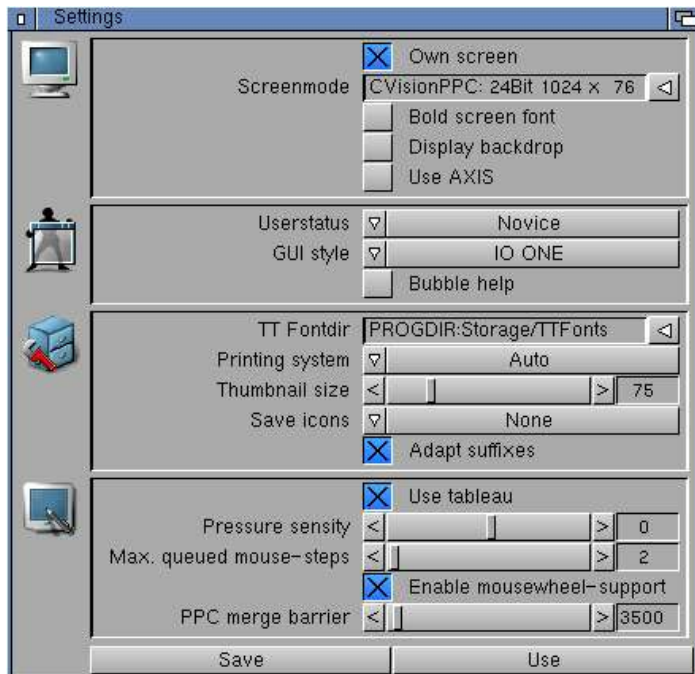 Settings
Own screen
Screenmode CVisionPPC: 24Bit 1024 x 76
Bold screen font
Display backdrop
Use AXIS
Userstatus Novice
GUI style IO ONE
Bubble help
TT Fontdir PROGDIR:Storage/TTFonts
Printing system Auto
Thumbnail size < > 75
Save icons None
Adapt suffixes
Use tableau
Pressure sensity < > 0
Max. queued mouse-steps < > 2
Enable mousewheel-support
PPC merge barrier < > 3500
Save Use